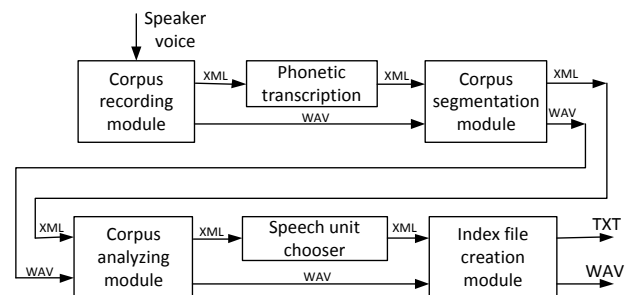 Speaker
voice
Corpus
recording
module
XML
Phonetic
transcription
XML
WAV
Corpus
segmentation
module
XML
WAV
XML
WAV
Corpus
analyzing
module
XML
Speech unit
chooser
XML
WAV
Index file
creation
module
TXT
WAV